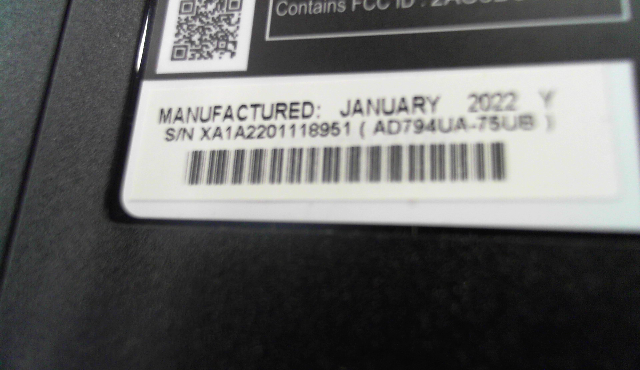 Contains FCC ID :
MANUFACTURED: JANUARY 2022 Y
S/N XA1A2201118951 ( AD794UA-75UB )